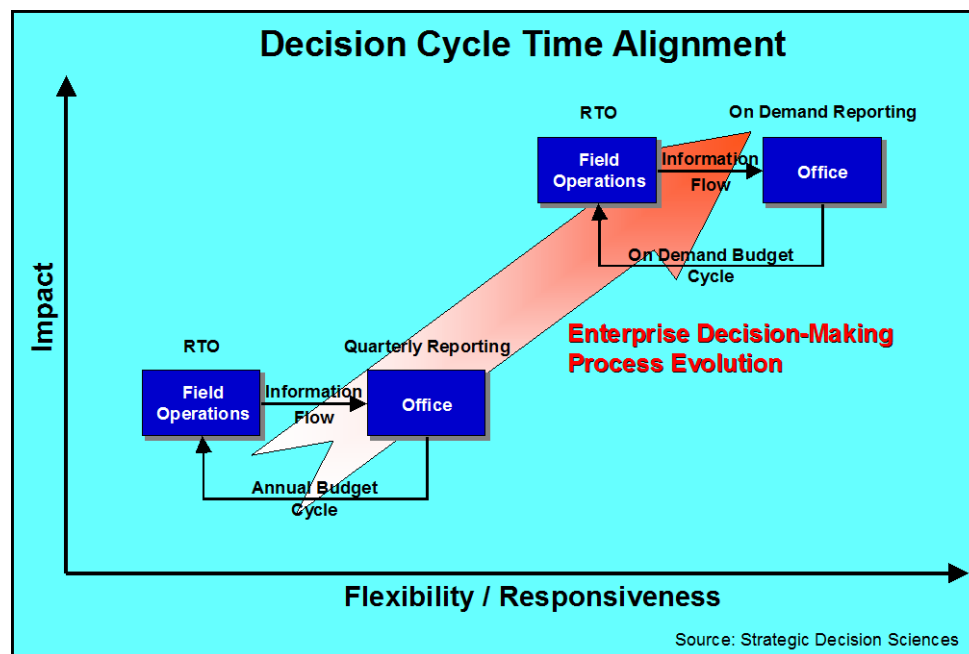 Decision Cycle Time Alignment
Impact
RTO
On Demand Reporting
Field
Operations
Information
Flow
Office
On Demand Budget
Cycle
Enterprise Decision-Making
Process Evolution
RTO
Quarterly Reporting
Field
Operations
Information
Flow
Office
Annual Budget
Cycle
Flexibility / Responsiveness
Source: Strategic Decision Sciences